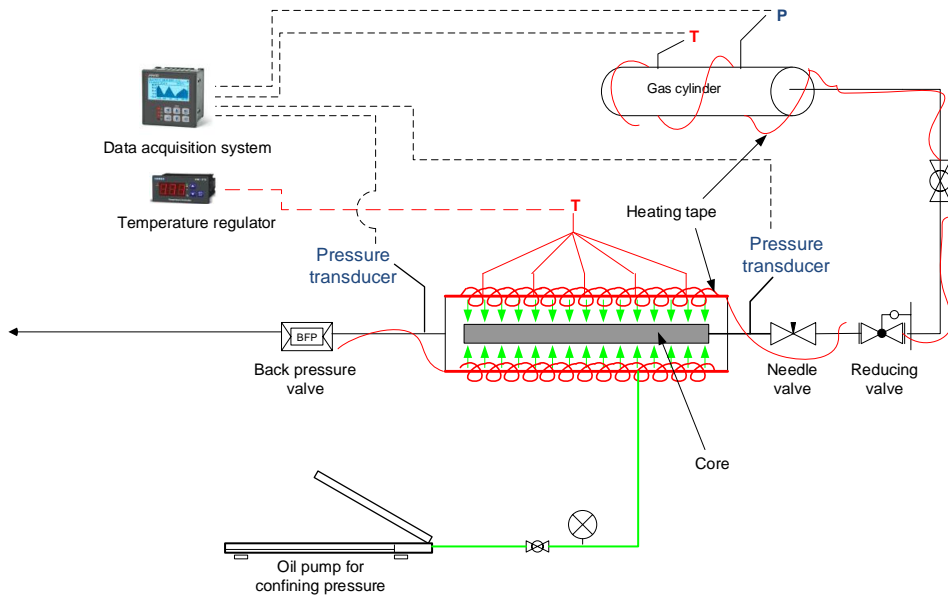 P
T
Gas cylinder
Data acquisition system
Temperature regulator
T
Heating tape
Pressure
transducer
Pressure
transducer
BFP
Back pressure
valve
Needle
valve
Reducing
valve
Core
Oil pump for
confining pressure